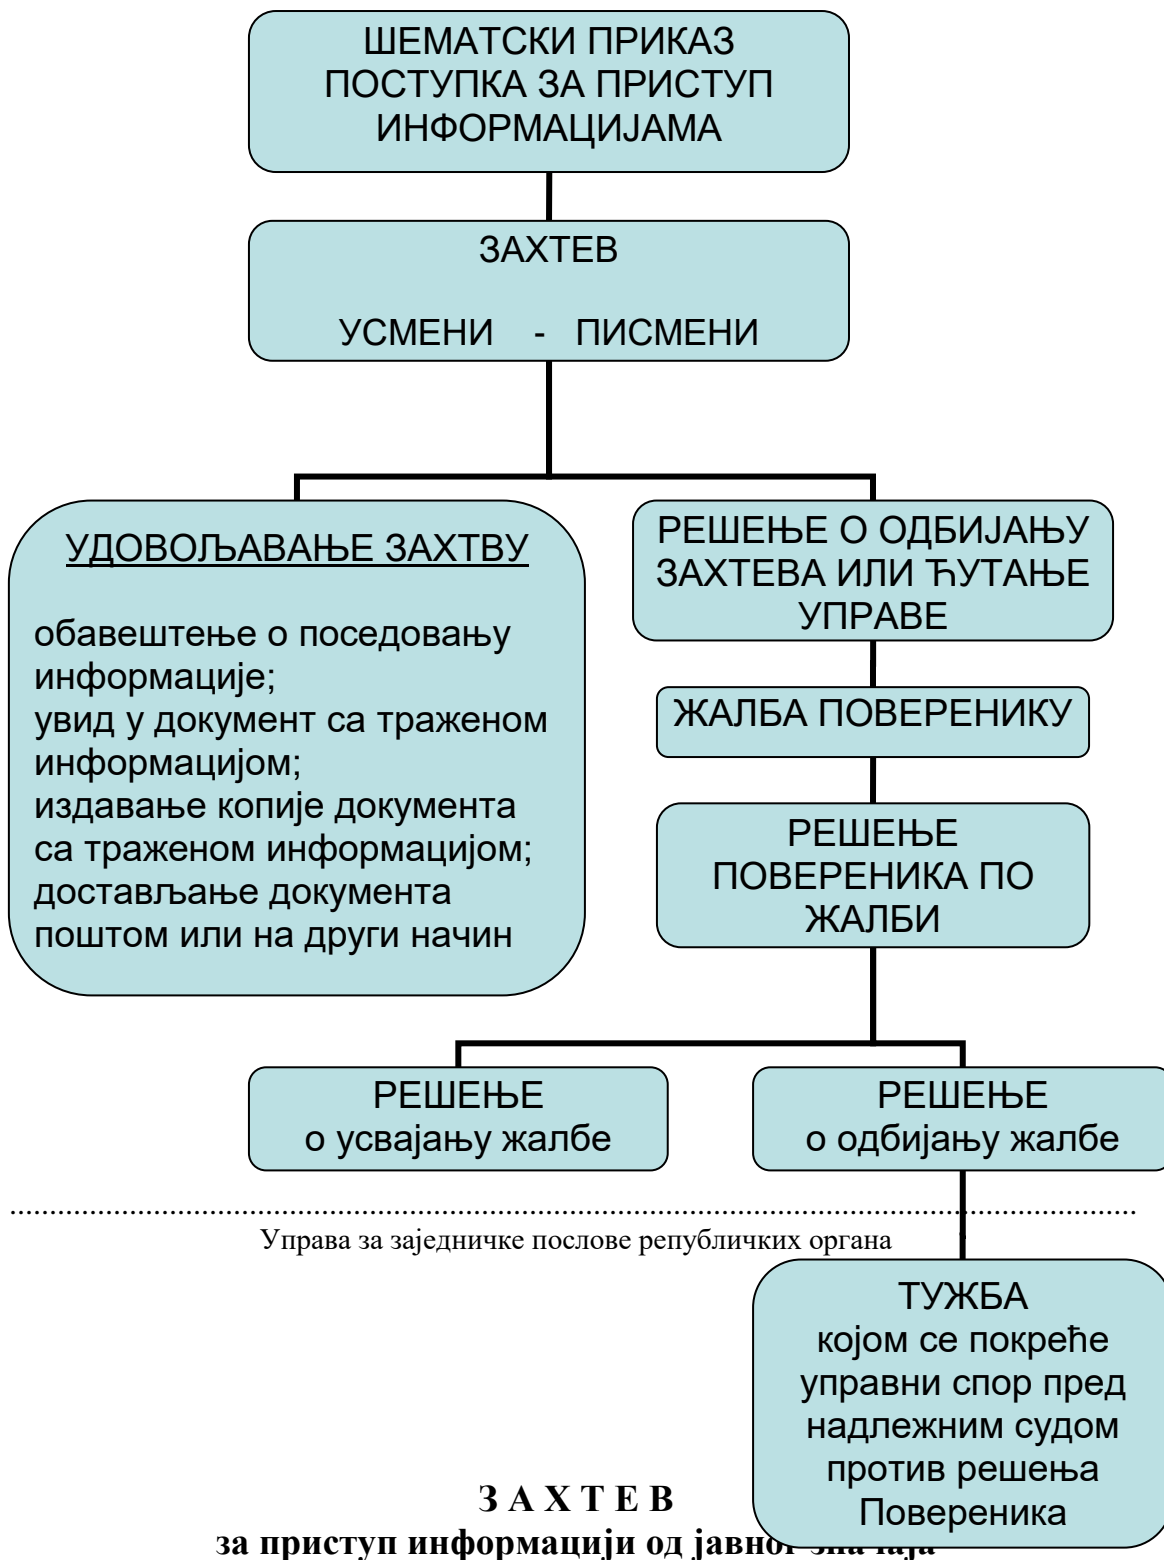 ШЕМАТСКИ ПРИКАЗ
ПОСТУПКА ЗА ПРИСТУП
ИНФОРМАЦИЈАМА
ЗАХТЕВ
УСМЕНИ - ПИСМЕНИ
УДОВОЉАВАЊЕ ЗАХТВУ
обавештење о поседовању
информације;
увид у документ са траженом
информацијом;
издавање копије документа
са траженом информацијом;
достављање документа
поштом или на други начин
РЕШЕЊЕ О ОДБИЈАЊУ
ЗАХТЕВА ИЛИ ЋУТАЊЕ
УПРАВЕ
ЖАЛБА ПОВЕРЕНИКУ
РЕШЕЊЕ
ПОВЕРЕНИКА ПО
ЖАЛБИ
РЕШЕЊЕ
о усвајању жалбе
РЕШЕЊЕ
о одбијању жалбе
Управа за заједничке послове републичких органа
ТУЖБА
којом се покреће
управни спор пред
надлежним судом
против решења
Повереника
З А Х Т Е В
за приступ информацији од јавног значаја